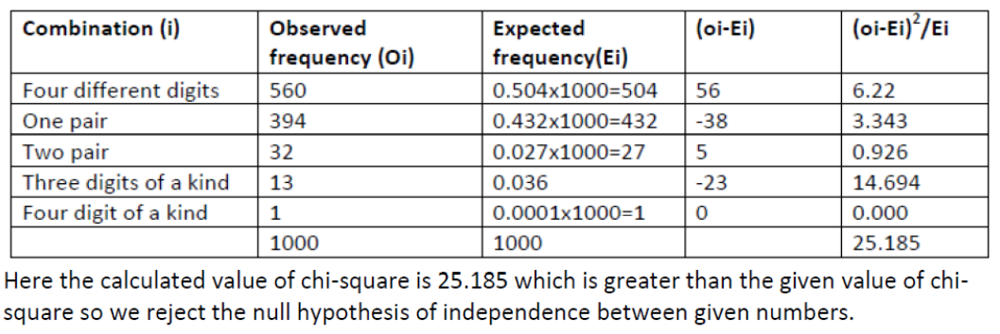 Combination (i) Observed frequency (Oi) Expected frequency(Ei) (oi-Ei) (oi-Ei)²/Ei
Four different digits 560 0.504x1000=504 56 6.22
One pair 394 0.432x1000=432 -38 3.343
Two pair 32 0.027x1000=27 5 0.926
Three digits of a kind 13 0.036 -23 14.694
Four digit of a kind 1 0.0001x1000=1 0 0.000
1000 1000 25.185
Here the calculated value of chi-square is 25.185 which is greater than the given value of chi-
square so we reject the null hypothesis of independence between given numbers.